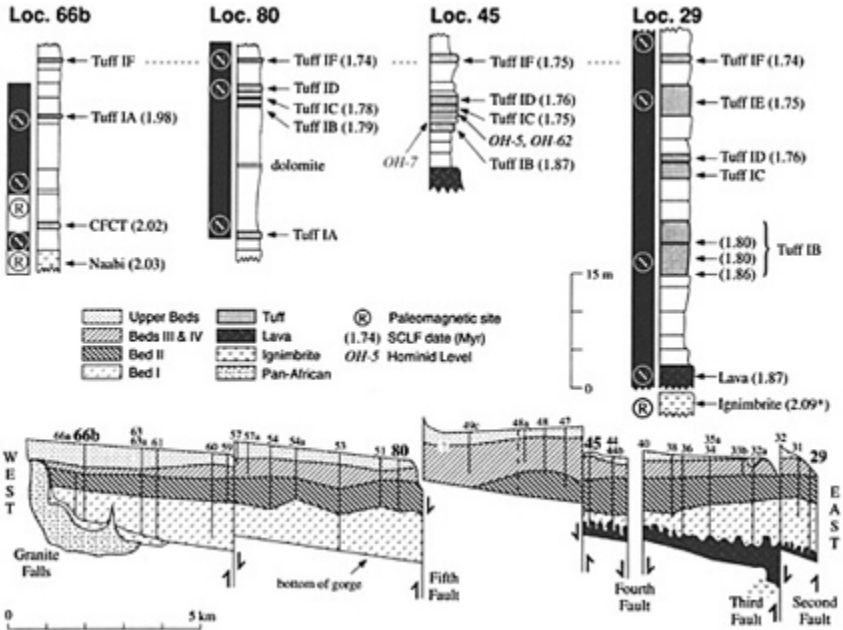 Loc. 66b
Tuff IF
Tuff IA (1.98)
CFCT (2.02)
Naabi (2.03)
R
R
Loc. 80
Tuff IF (1.74)
Tuff ID
Tuff IC (1.78)
Tuff IB (1.79)
dolomite
Tuff IA
Loc. 45
Tuff IF (1.75)
Tuff ID (1.76)
Tuff IC (1.75)
OH-5, OH-62
OH-7
Tuff IB (1.87)
Loc. 29
Tuff IF (1.74)
Tuff IE (1.75)
Tuff ID (1.76)
Tuff IC
(1.80)
(1.80)
(1.86)
Tuff IB
Lava (1.87)
R
Ignimbrite (2.09*)
15 m
0
Upper Beds
Beds III & IV
Bed II
Bed I
Tuff
Lava
Ignimbrite
Pan-African
R Paleomagnetic site
(1.74) SCLF date (Myr)
OH-5 Hominid Level
WEST
66a 66b 63 63a 61 60 59 57 57a 54 54a 53 51 80
49c 48a 48 47
45 44 44b
40 38 36 35a 34 33b 32a 32 31 29
EAST
Granite
Falls
bottom of gorge
Fifth
Fault
Fourth
Fault
Third
Fault
Second
Fault
0 5 km